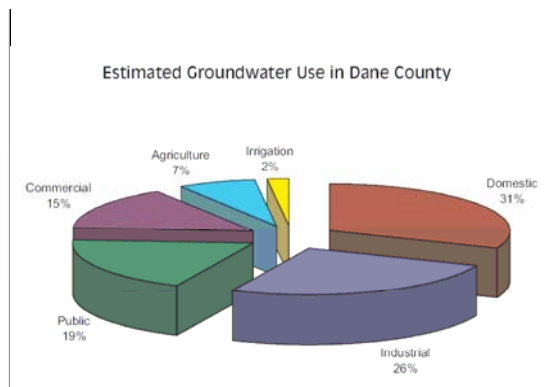 Estimated Groundwater Use in Dane County
Irrigation
2%
Agriculture
7%
Domestic
31%
Commercial
15%
Public
19%
Industrial
26%